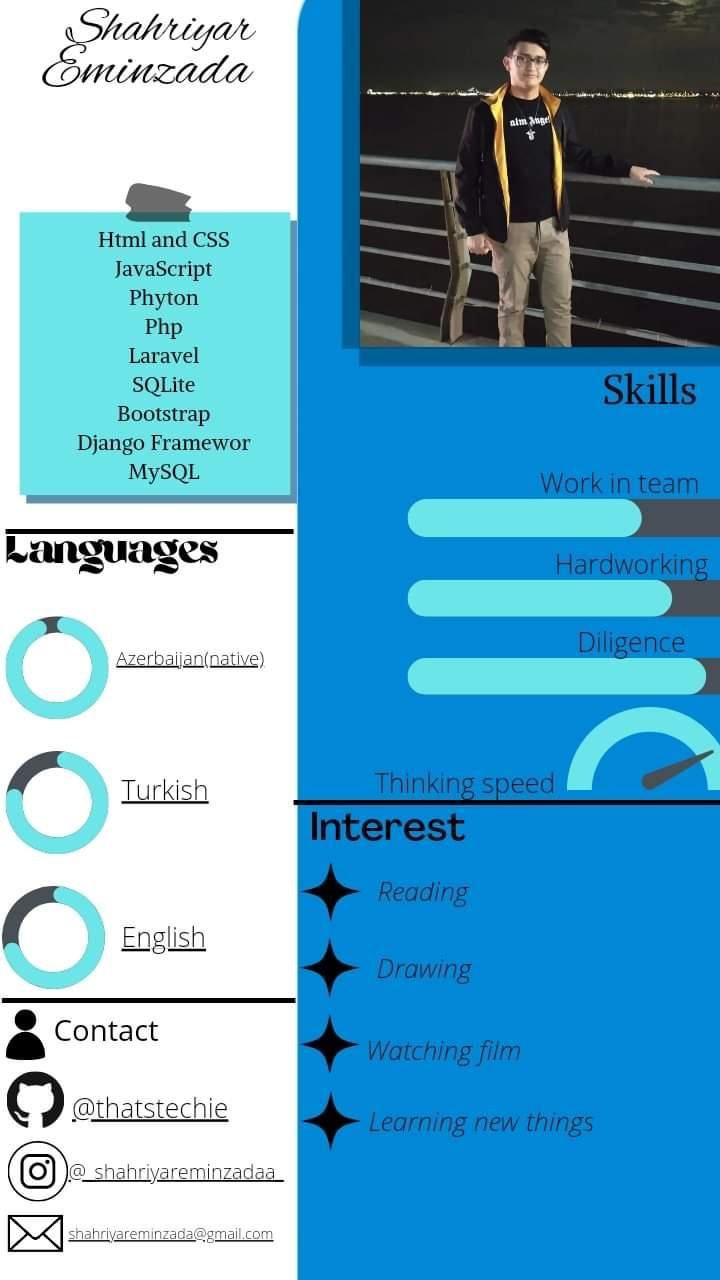 Shahriyar
Eminzada
Html and CSS
JavaScript
Phyton
Php
Laravel
SQLite
Bootstrap
Django Framewor
MySQL
Languages
Azerbaijan(native)
Turkish
English
Contact
@thatstechie
@_shahriyareminzadaa_
shahriyareminzada@gmail.com
Skills
Work in team
Hardworking
Diligence
Thinking speed
Interest
Reading
Drawing
Watching film
Learning new things